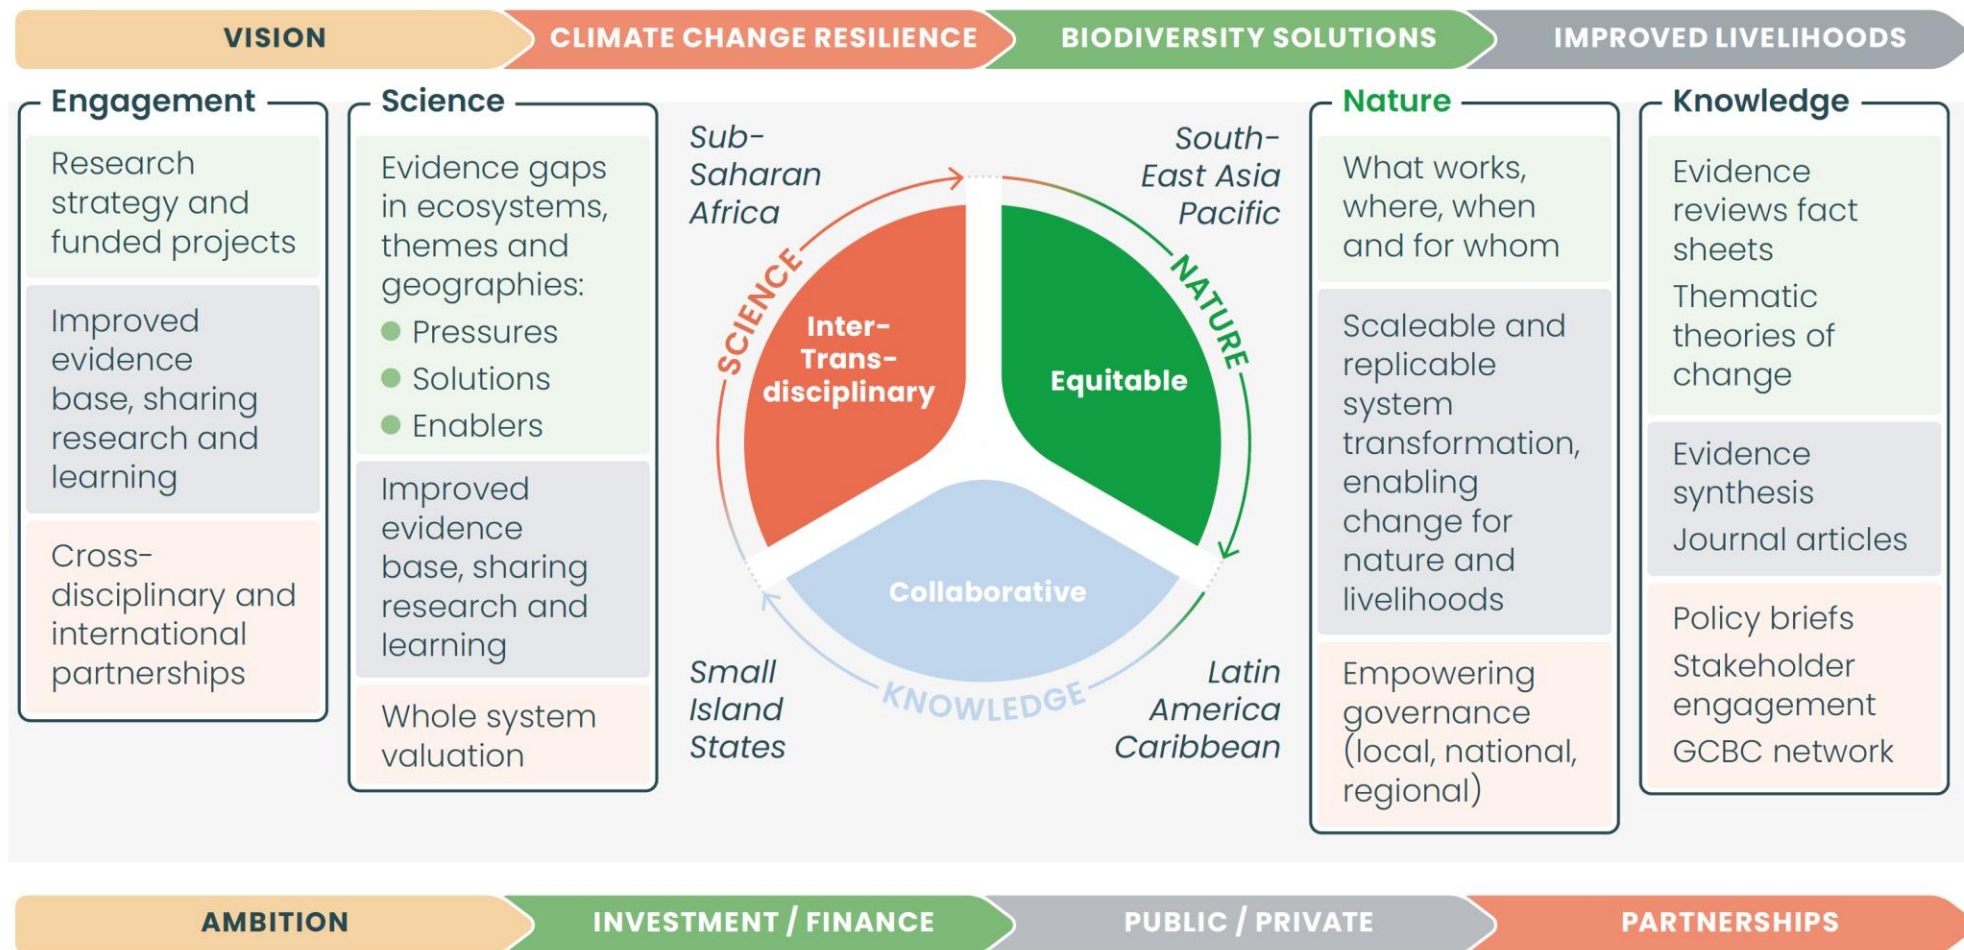 VISION
CLIMATE CHANGE RESILIENCE
BIODIVERSITY SOLUTIONS
IMPROVED LIVELIHOODS
Engagement
Research
strategy and
funded projects
Improved
evidence
base, sharing
research and
learning
Cross-
disciplinary and
international
partnerships
Science
Evidence gaps
in ecosystems,
themes and
geographies:
Pressures
Solutions
Enablers
Improved
evidence
base, sharing
research and
learning
Whole system
valuation
Sub-
Saharan
Africa
South-
East Asia
Pacific
SCIENCE
NATURE
KNOWLEDGE
Inter-
Trans-
disciplinary
Equitable
Collaborative
Small
Island
States
Latin
America
Caribbean
Nature
What works,
where, when
and for whom
Scaleable and
replicable
system
transformation,
enabling
change for
nature and
livelihoods
Empowering
governance
(local, national,
regional)
Knowledge
Evidence
reviews fact
sheets
Thematic
theories of
change
Evidence
synthesis
Journal articles
Policy briefs
Stakeholder
engagement
GCBC network
AMBITION
INVESTMENT / FINANCE
PUBLIC / PRIVATE
PARTNERSHIPS